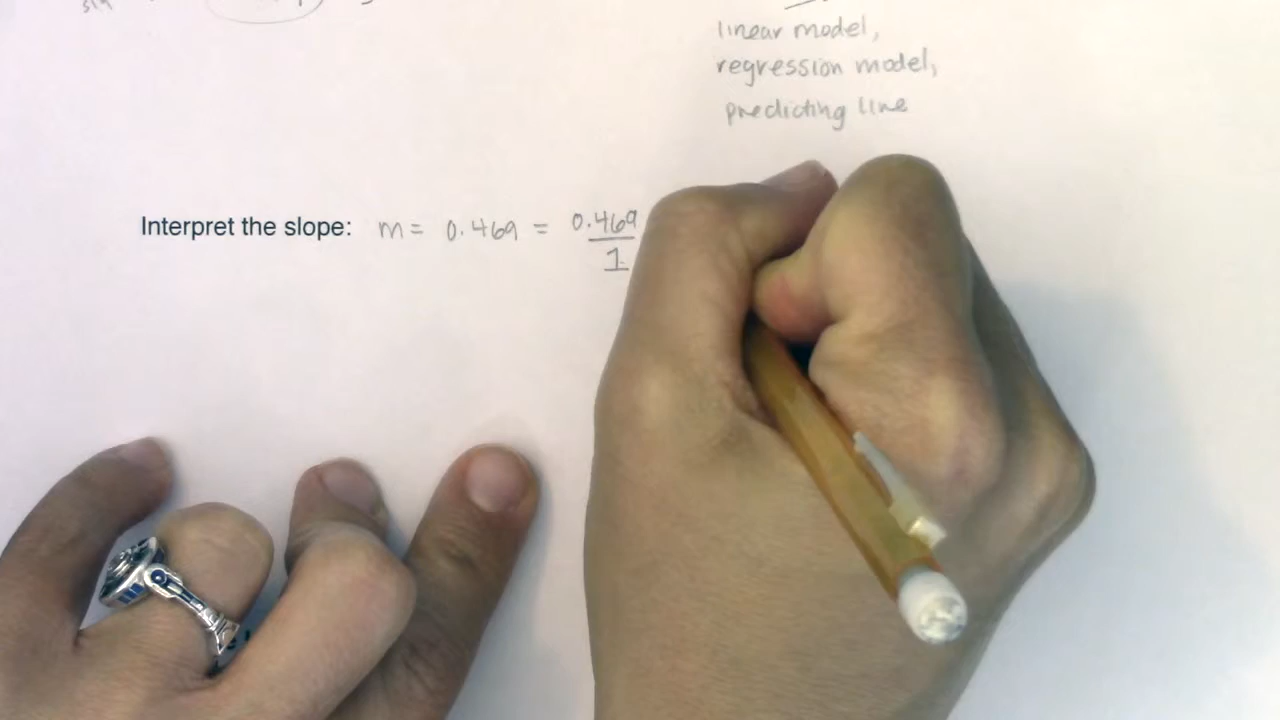 linear model,
regression model,
predicting line
Interpret the slope: m = 0.469 = 0.469
1